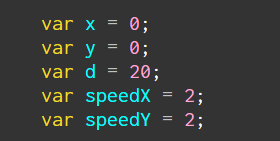 var x = 0;
var y = 0;
var d = 20;
var speedX = 2;
var speedY = 2;